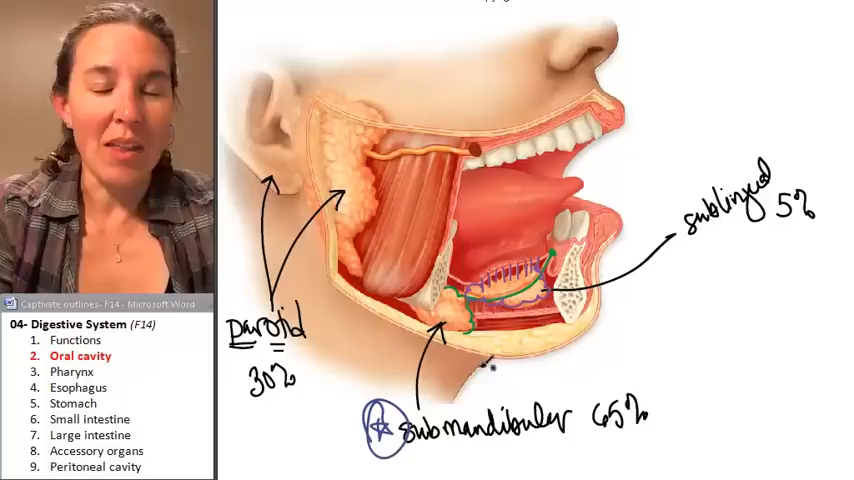 sublingual 5%
parotid
30%
submandibular 65%
Captivate outlines- F14 - Microsoft Word
04- Digestive System (F14)
1. Functions
2. Oral cavity
3. Pharynx
4. Esophagus
5. Stomach
6. Small intestine
7. Large intestine
8. Accessory organs
9. Peritoneal cavity